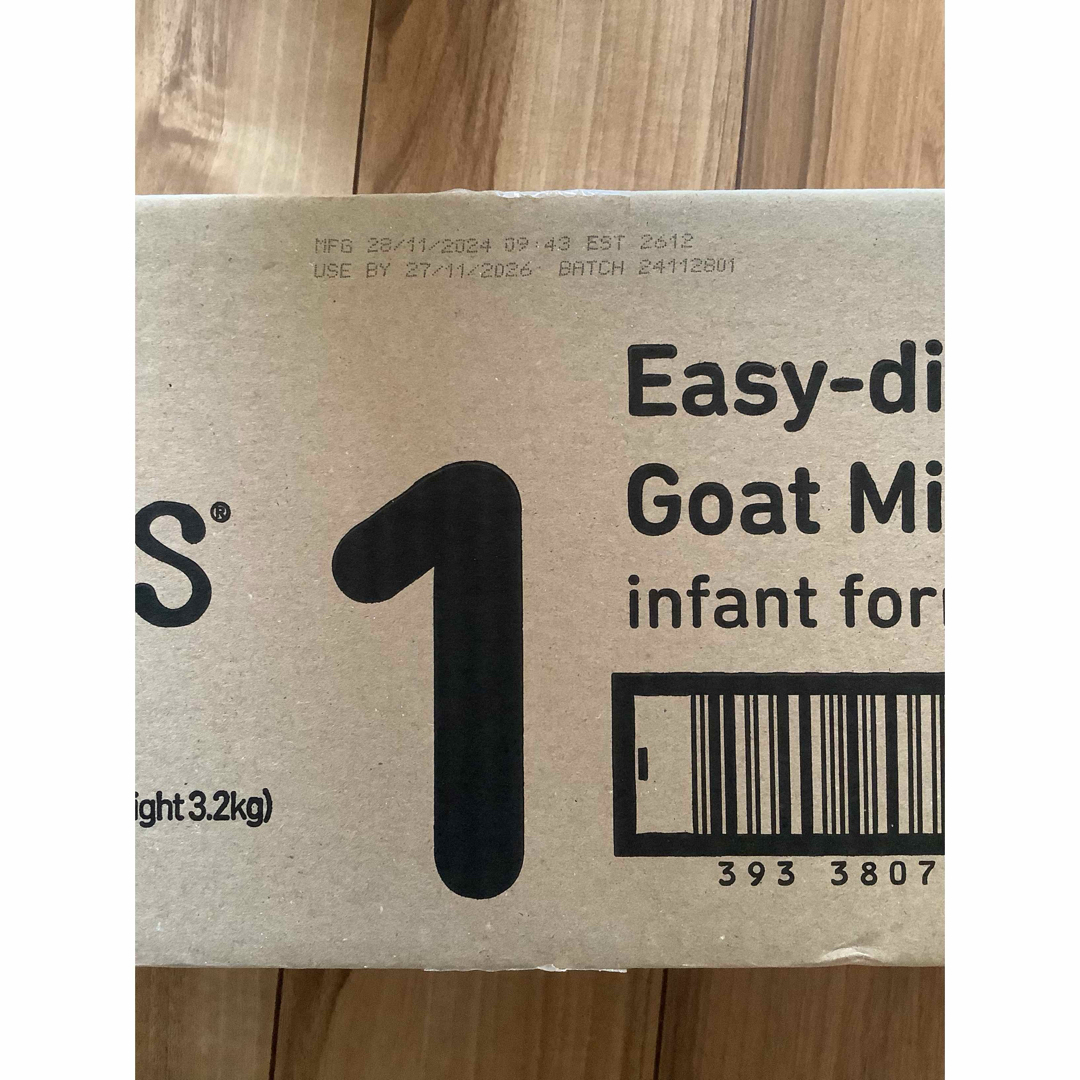 MFG 28/11/2024 09:43 EST 2612
USE BY 27/11/2026 BATCH 24112801
Easy-di
Goat Mi
S®
1
infant for
ight 3.2kg)
393 3807